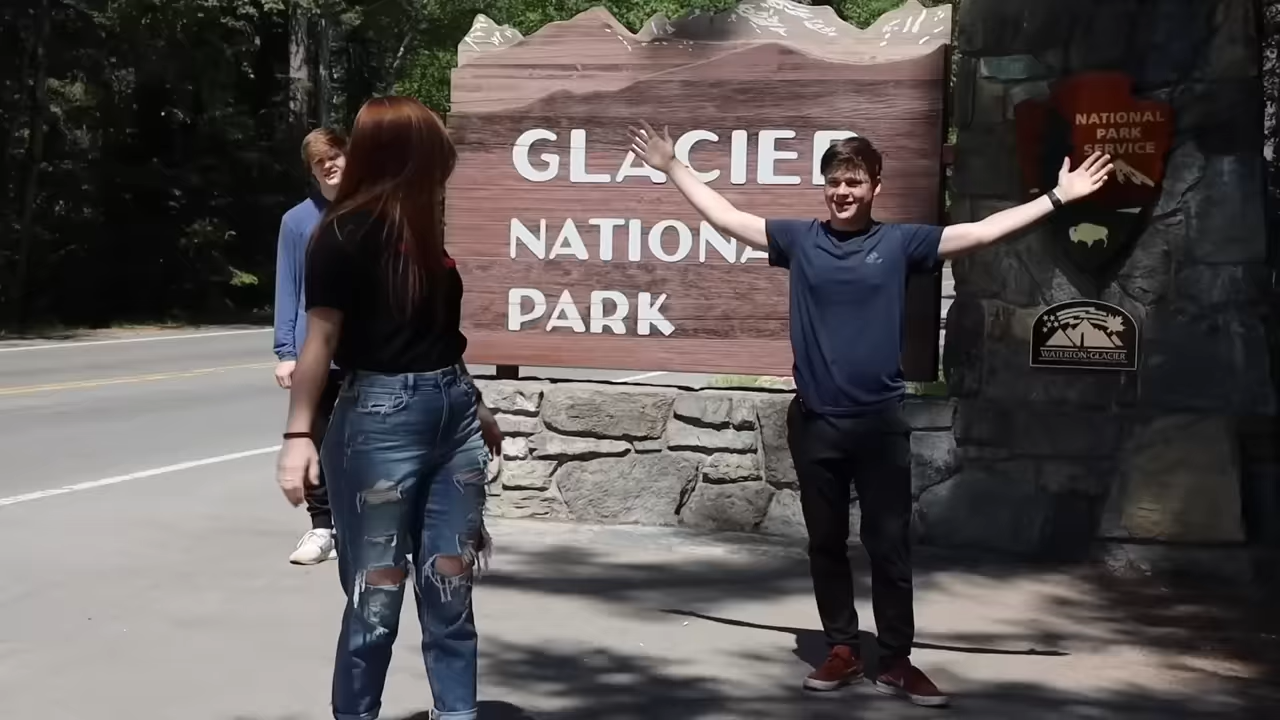 GLACIER
NATIONAL
PARK
NATIONAL
PARK
SERVICE
WATERTON-GLACIER